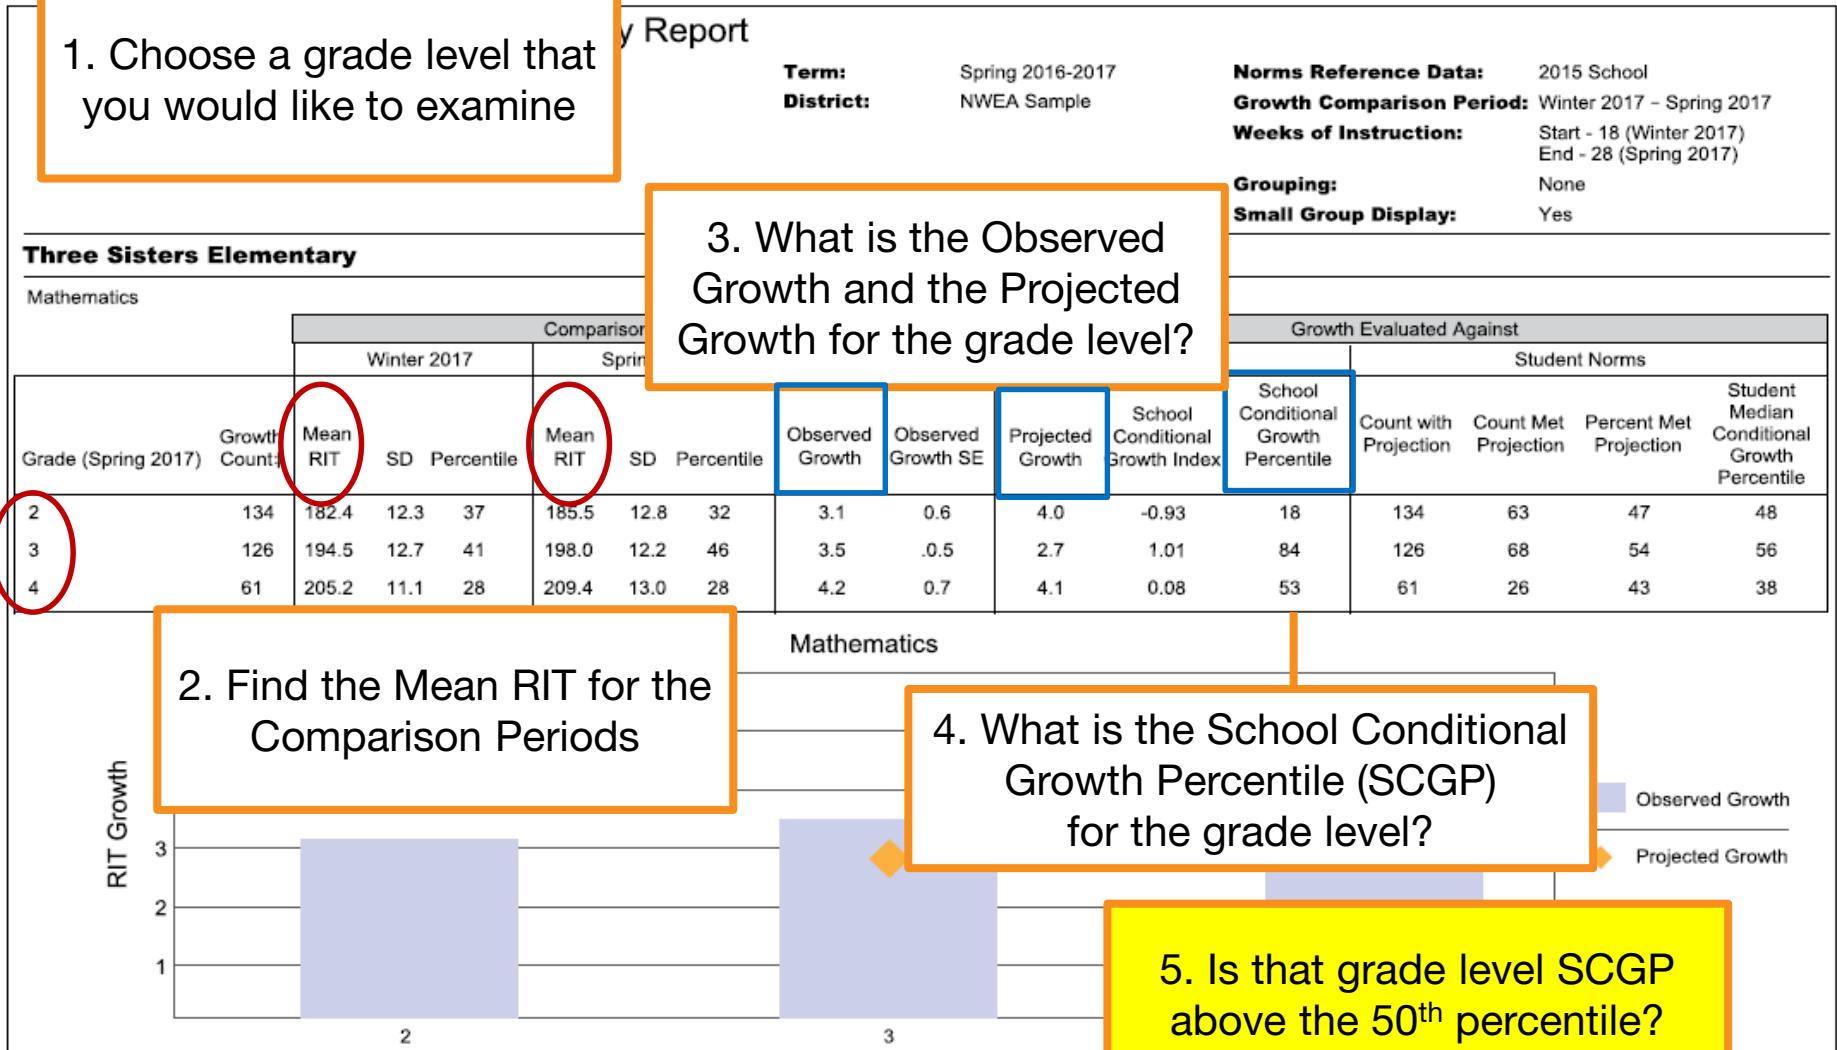 1. Choose a grade level that
you would like to examine
y Report
Term: Spring 2016-2017
District: NWEA Sample
Norms Reference Data: 2015 School
Growth Comparison Period: Winter 2017 – Spring 2017
Weeks of Instruction: Start - 18 (Winter 2017)
End - 28 (Spring 2017)
Grouping: None
Small Group Display: Yes
3. What is the Observed
Growth and the Projected
Growth for the grade level?
Three Sisters Elementary
Mathematics
Growth Evaluated Against
Winter 2017
Student Norms
Grade (Spring 2017) Growth Count‡ Mean RIT SD Percentile Mean RIT SD Percentile Observed Growth Observed Growth SE Projected Growth School Conditional Growth Index School Conditional Growth Percentile Count with Projection Count Met Projection Percent Met Projection Student Median Conditional Growth Percentile
2 134 182.4 12.3 37 185.5 12.8 32 3.1 0.6 4.0 -0.93 18 134 63 47 48
3 126 194.5 12.7 41 198.0 12.2 46 3.5 .0.5 2.7 1.01 84 126 68 54 56
4 61 205.2 11.1 28 209.4 13.0 28 4.2 0.7 4.1 0.08 53 61 26 43 38
Mathematics
2. Find the Mean RIT for the
Comparison Periods
4. What is the School Conditional
Growth Percentile (SCGP)
for the grade level?
RIT Growth
3
2
1
2
3
Observed Growth
Projected Growth
5. Is that grade level SCGP
above the 50th percentile?